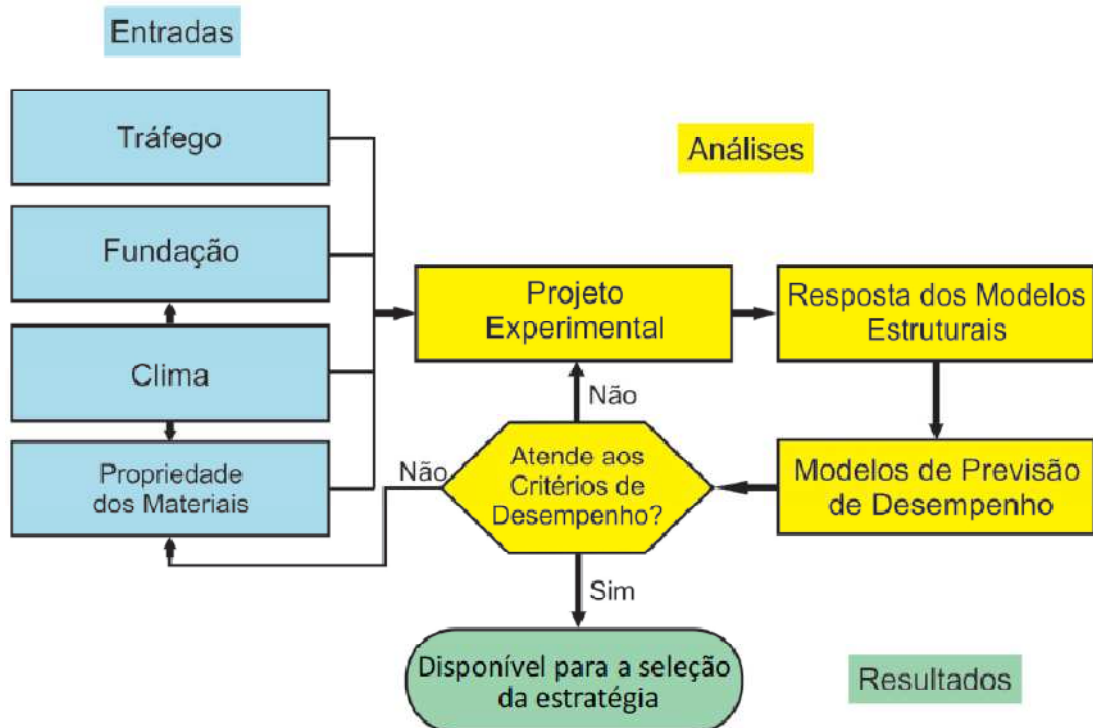 Entradas
Tráfego
Fundação
Clima
Propriedade
dos Materiais
Análises
Projeto
Experimental
Resposta dos Modelos
Estruturais
Não
Não
Atende aos
Critérios de
Desempenho?
Modelos de Previsão
de Desempenho
Sim
Disponível para a seleção
da estratégia
Resultados